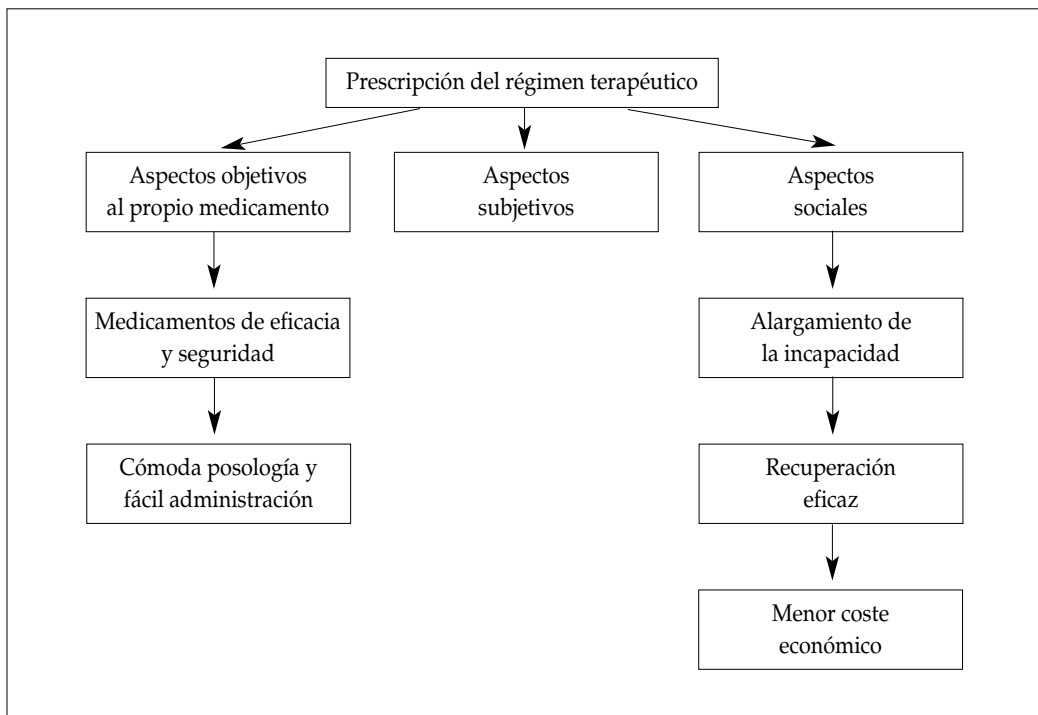 Prescripción del régimen terapéutico
Aspectos objetivos
al propio medicamento
Aspectos
subjetivos
Aspectos
sociales
Medicamentos de eficacia
y seguridad
Alargamiento de
la incapacidad
Cómoda posología y
fácil administración
Recuperación
eficaz
Menor coste
económico